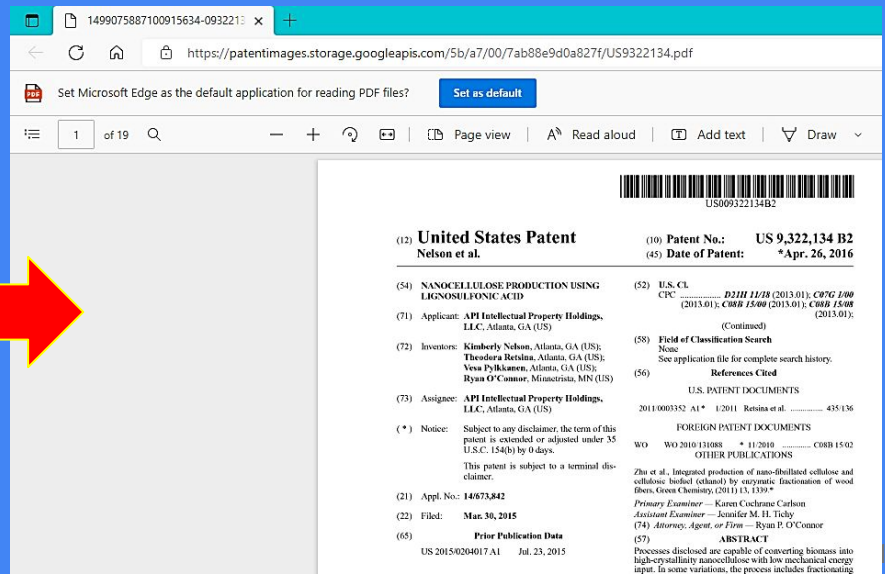 1499075887100915634-0932213
https://patentimages.storage.googleapis.com/5b/a7/00/7ab88e9d0a827f/US9322134.pdf
PDF Set Microsoft Edge as the default application for reading PDF files? Set as default
1 of 19 Page view Read aloud Add text Draw
US009322134B2
(12) United States Patent
Nelson et al.
(10) Patent No.: US 9,322,134 B2
(45) Date of Patent: *Apr. 26, 2016
(54) NANOCELLULOSE PRODUCTION USING
LIGNOSULFONIC ACID
(71) Applicant: API Intellectual Property Holdings,
LLC, Atlanta, GA (US)
(72) Inventors: Kimberly Nelson, Atlanta, GA (US);
Theodora Retsina, Atlanta, GA (US);
Vesa Pylkkanen, Atlanta, GA (US);
Ryan O'Connor, Minnetrista, MN (US)
(73) Assignee: API Intellectual Property Holdings,
LLC, Atlanta, GA (US)
(*) Notice: Subject to any disclaimer, the term of this
patent is extended or adjusted under 35
U.S.C. 154(b) by 0 days.
This patent is subject to a terminal dis-
claimer.
(21) Appl. No.: 14/673,842
(22) Filed: Mar. 30, 2015
(65) Prior Publication Data
US 2015/0204017 A1 Jul. 23, 2015
(52) U.S. Cl.
CPC .............. D21H 11/18 (2013.01); C07G 1/00
(2013.01); C08B 15/00 (2013.01); C08B 15/08
(2013.01);
(Continued)
(58) Field of Classification Search
None
See application file for complete search history.
(56) References Cited
U.S. PATENT DOCUMENTS
2011/0003352 A1* 1/2011 Retsina et al. .............. 435/136
FOREIGN PATENT DOCUMENTS
WO WO 2010/131088 * 11/2010 ............. C08B 15/02
OTHER PUBLICATIONS
Zhu et al., Integrated production of nano-fibrillated cellulose and
cellulosic biofuel (ethanol) by enzymatic fractionation of wood
fibers, Green Chemistry, (2011) 13, 1339.*
Primary Examiner — Karen Cochrane Carlson
Assistant Examiner — Jennifer M. H. Tichy
(74) Attorney, Agent, or Firm — Ryan P. O'Connor
(57) ABSTRACT
Processes disclosed are capable of converting biomass into
high-crystallinity nanocellulose with low mechanical energy
input. In some variations, the process includes fractionating